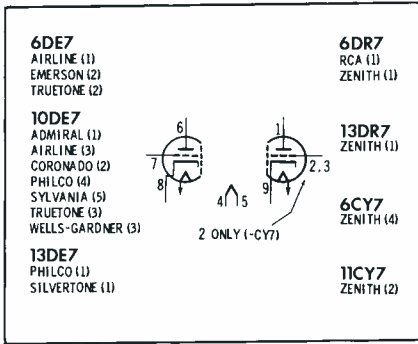 6DE7
AIRLINE (1)
EMERSON (2)
TRUETONE (2)
10DE7
ADMIRAL (1)
AIRLINE (3)
CORONADO (2)
PHILCO (4)
SYLVANIA (5)
TRUETONE (3)
WELLS-GARDNER (3)
13DE7
PHILCO (1)
SILVERTONE (1)
6
7
8
4 5
1
2,3
9
2 ONLY (-CY7)
6DR7
RCA (1)
ZENITH (1)
13DR7
ZENITH (1)
6CY7
ZENITH (4)
11CY7
ZENITH (2)